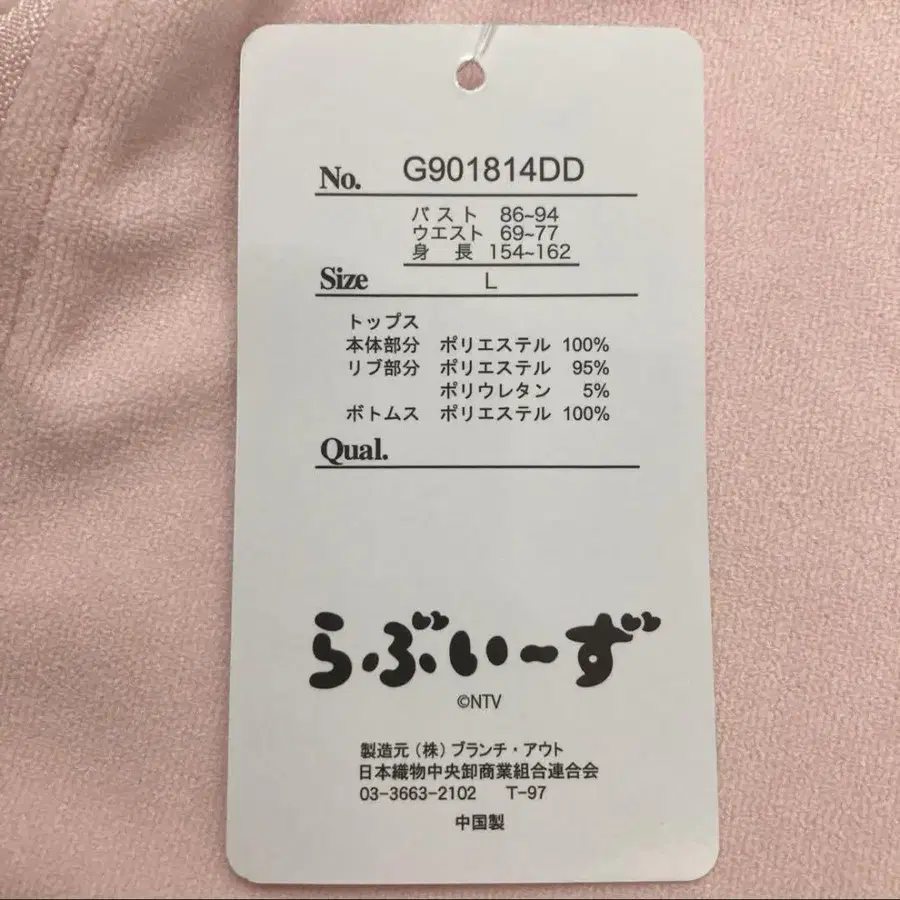 No. G901814DD
バスト 86~94
ウエスト 69~77
身 長 154~162
Size L
トップス
本体部分 ポリエステル 100%
リブ部分 ポリエステル 95%
ポリウレタン 5%
ボトムス ポリエステル 100%
Qual.
らぶいーず
©NTV
製造元（株）ブランチ・アウト
日本織物中央卸商業組合連合会
03-3663-2102 T-97
中国製